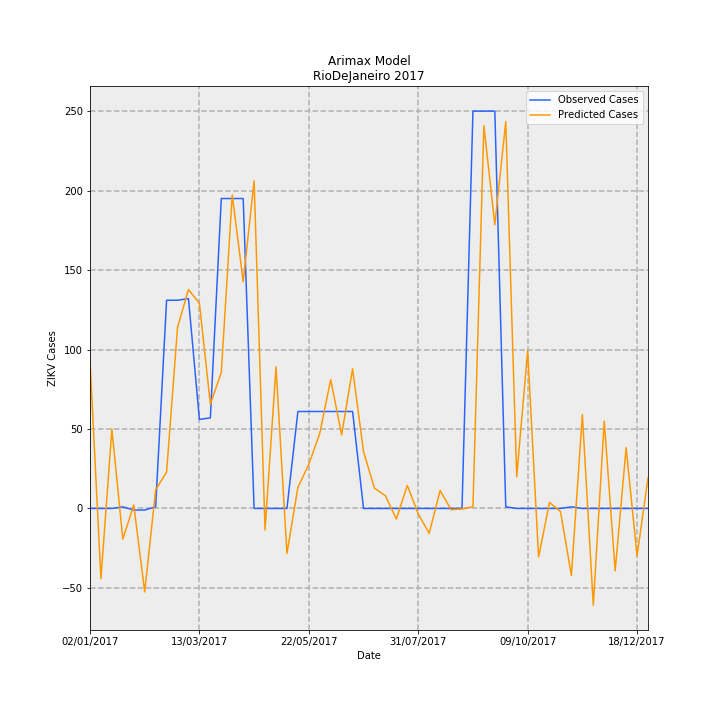 Arimax Model
RioDeJaneiro 2017
Observed Cases
Predicted Cases
250
200
150
100
50
0
−50
ZIKV Cases
02/01/2017 13/03/2017 22/05/2017 31/07/2017 09/10/2017 18/12/2017
Date